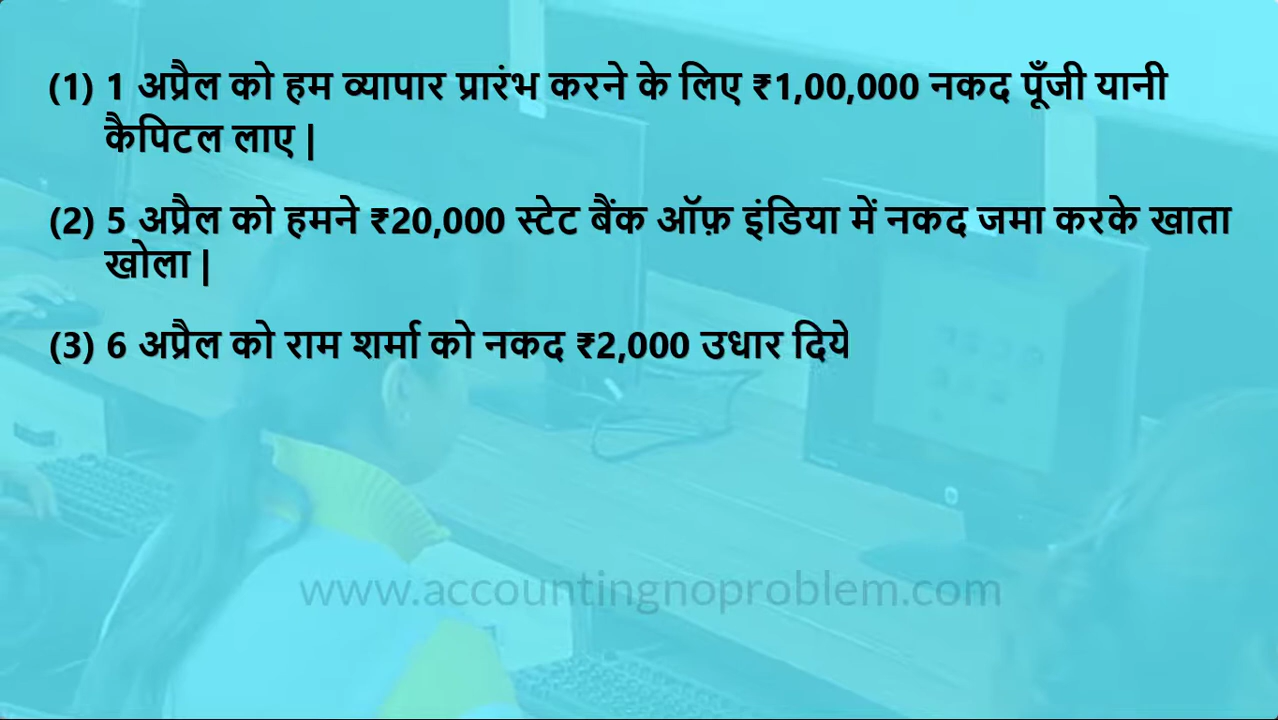 (1) 1 अप्रैल को हम व्यापार प्रारंभ करने के लिए ₹1,00,000 नकद पूँजी यानी
कैपिटल लाए |
(2) 5 अप्रैल को हमने ₹20,000 स्टेट बैंक ऑफ़ इंडिया में नकद जमा करके खाता
खोला |
(3) 6 अप्रैल को राम शर्मा को नकद ₹2,000 उधार दिये
www.accountingnoproblem.com